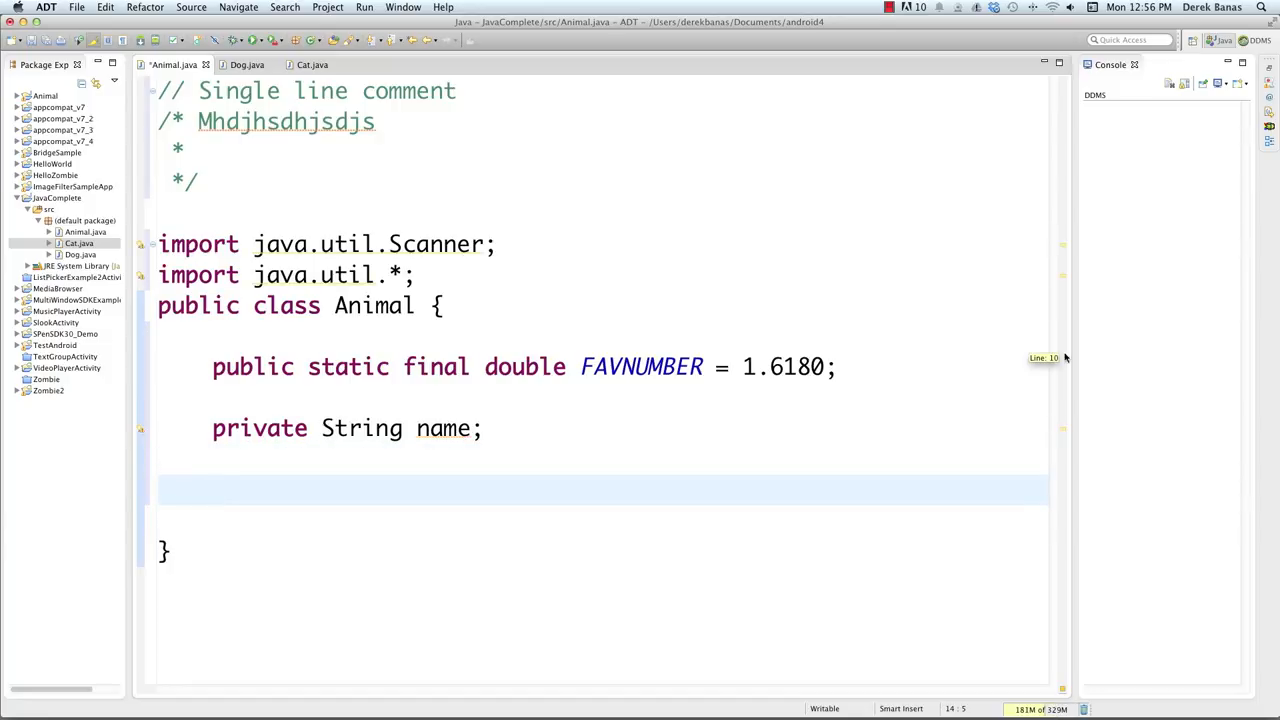 ADT File Edit Refactor Source Navigate Search Project Run Window Help 10 Mon 12:56 PM Derek Banas
Java - JavaComplete/src/Animal.java - ADT - /Users/derekbanas/Documents/android4
Quick Access Java DDMS
Package Exp *Animal.java Dog.java Cat.java Console
DDMS
Animal
appcompat_v7
appcompat_v7_2
appcompat_v7_3
appcompat_v7_4
BridgeSample
HelloWorld
HelloZombie
ImageFilterSampleApp
JavaComplete
src
(default package)
Animal.java
Cat.java
Dog.java
JRE System Library [Ja
ListPickerExample2Activi
MediaBrowser
MultiWindowSDKExample
MusicPlayerActivity
SlookActivity
SPenSDK30_Demo
TestAndroid
TextGroupActivity
VideoPlayerActivity
Zombie
Zombie2
// Single line comment
/* Mhdjhsdhjsdjs
*
*/
import java.util.Scanner;
import java.util.*;
public class Animal {
public static final double FAVNUMBER = 1.6180;
private String name;
}
Line: 10
Writable Smart Insert 14 : 5 181M of 329M